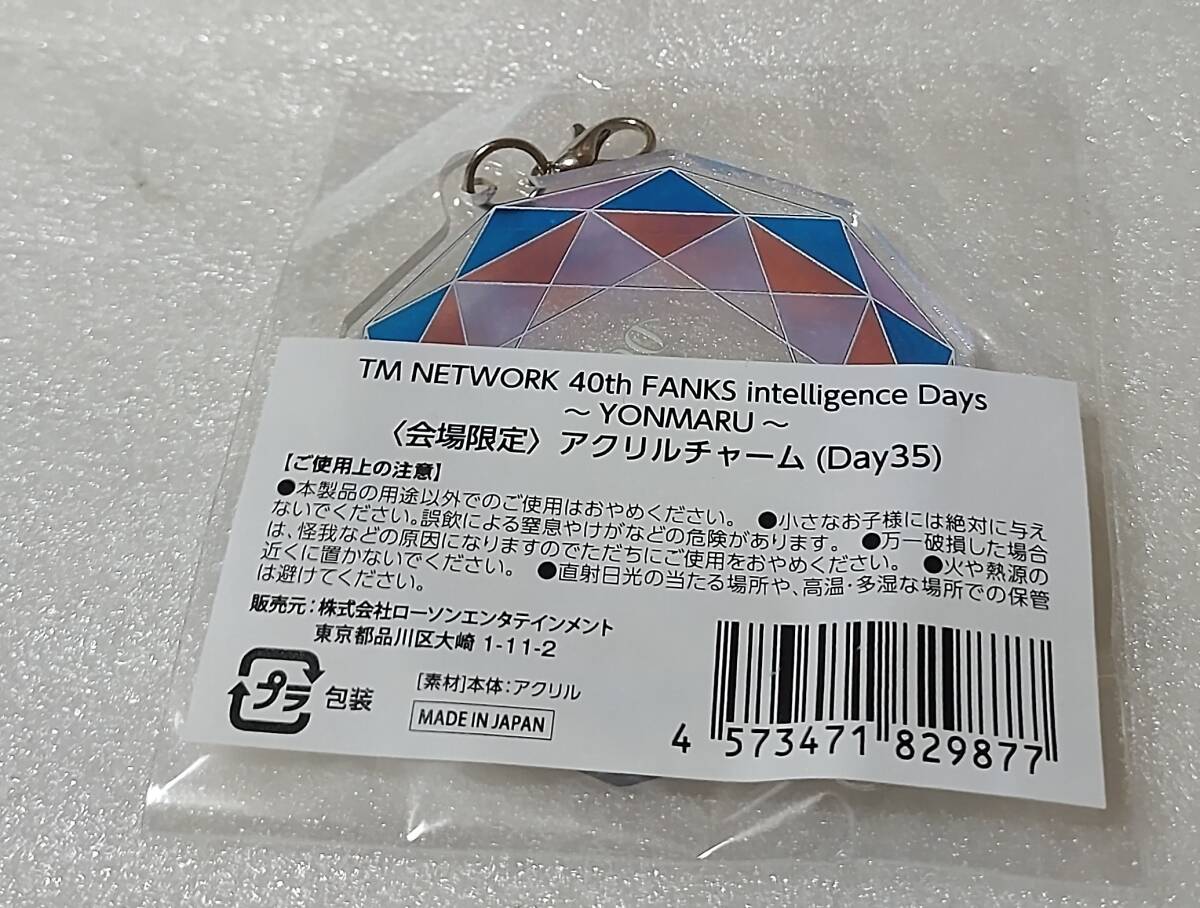 TM NETWORK 40th FANKS intelligence Days
～ YONMARU ～
〈会場限定〉アクリルチャーム (Day35)
【ご使用上の注意】
●本製品の用途以外でのご使用はおやめください。 ●小さなお子様には絶対に与え
ないでください。誤飲による窒息やけがなどの危険があります。 ●万一破損した場合
は、怪我などの原因になりますのでただちにご使用をおやめください。 ●火や熱源の
近くに置かないでください。 ●直射日光の当たる場所や、高温・多湿な場所での保管
は避けてください。
販売元：株式会社ローソンエンタテインメント
東京都品川区大崎 1-11-2
プラ 包装
[素材]本体：アクリル
MADE IN JAPAN
4 573471 829877